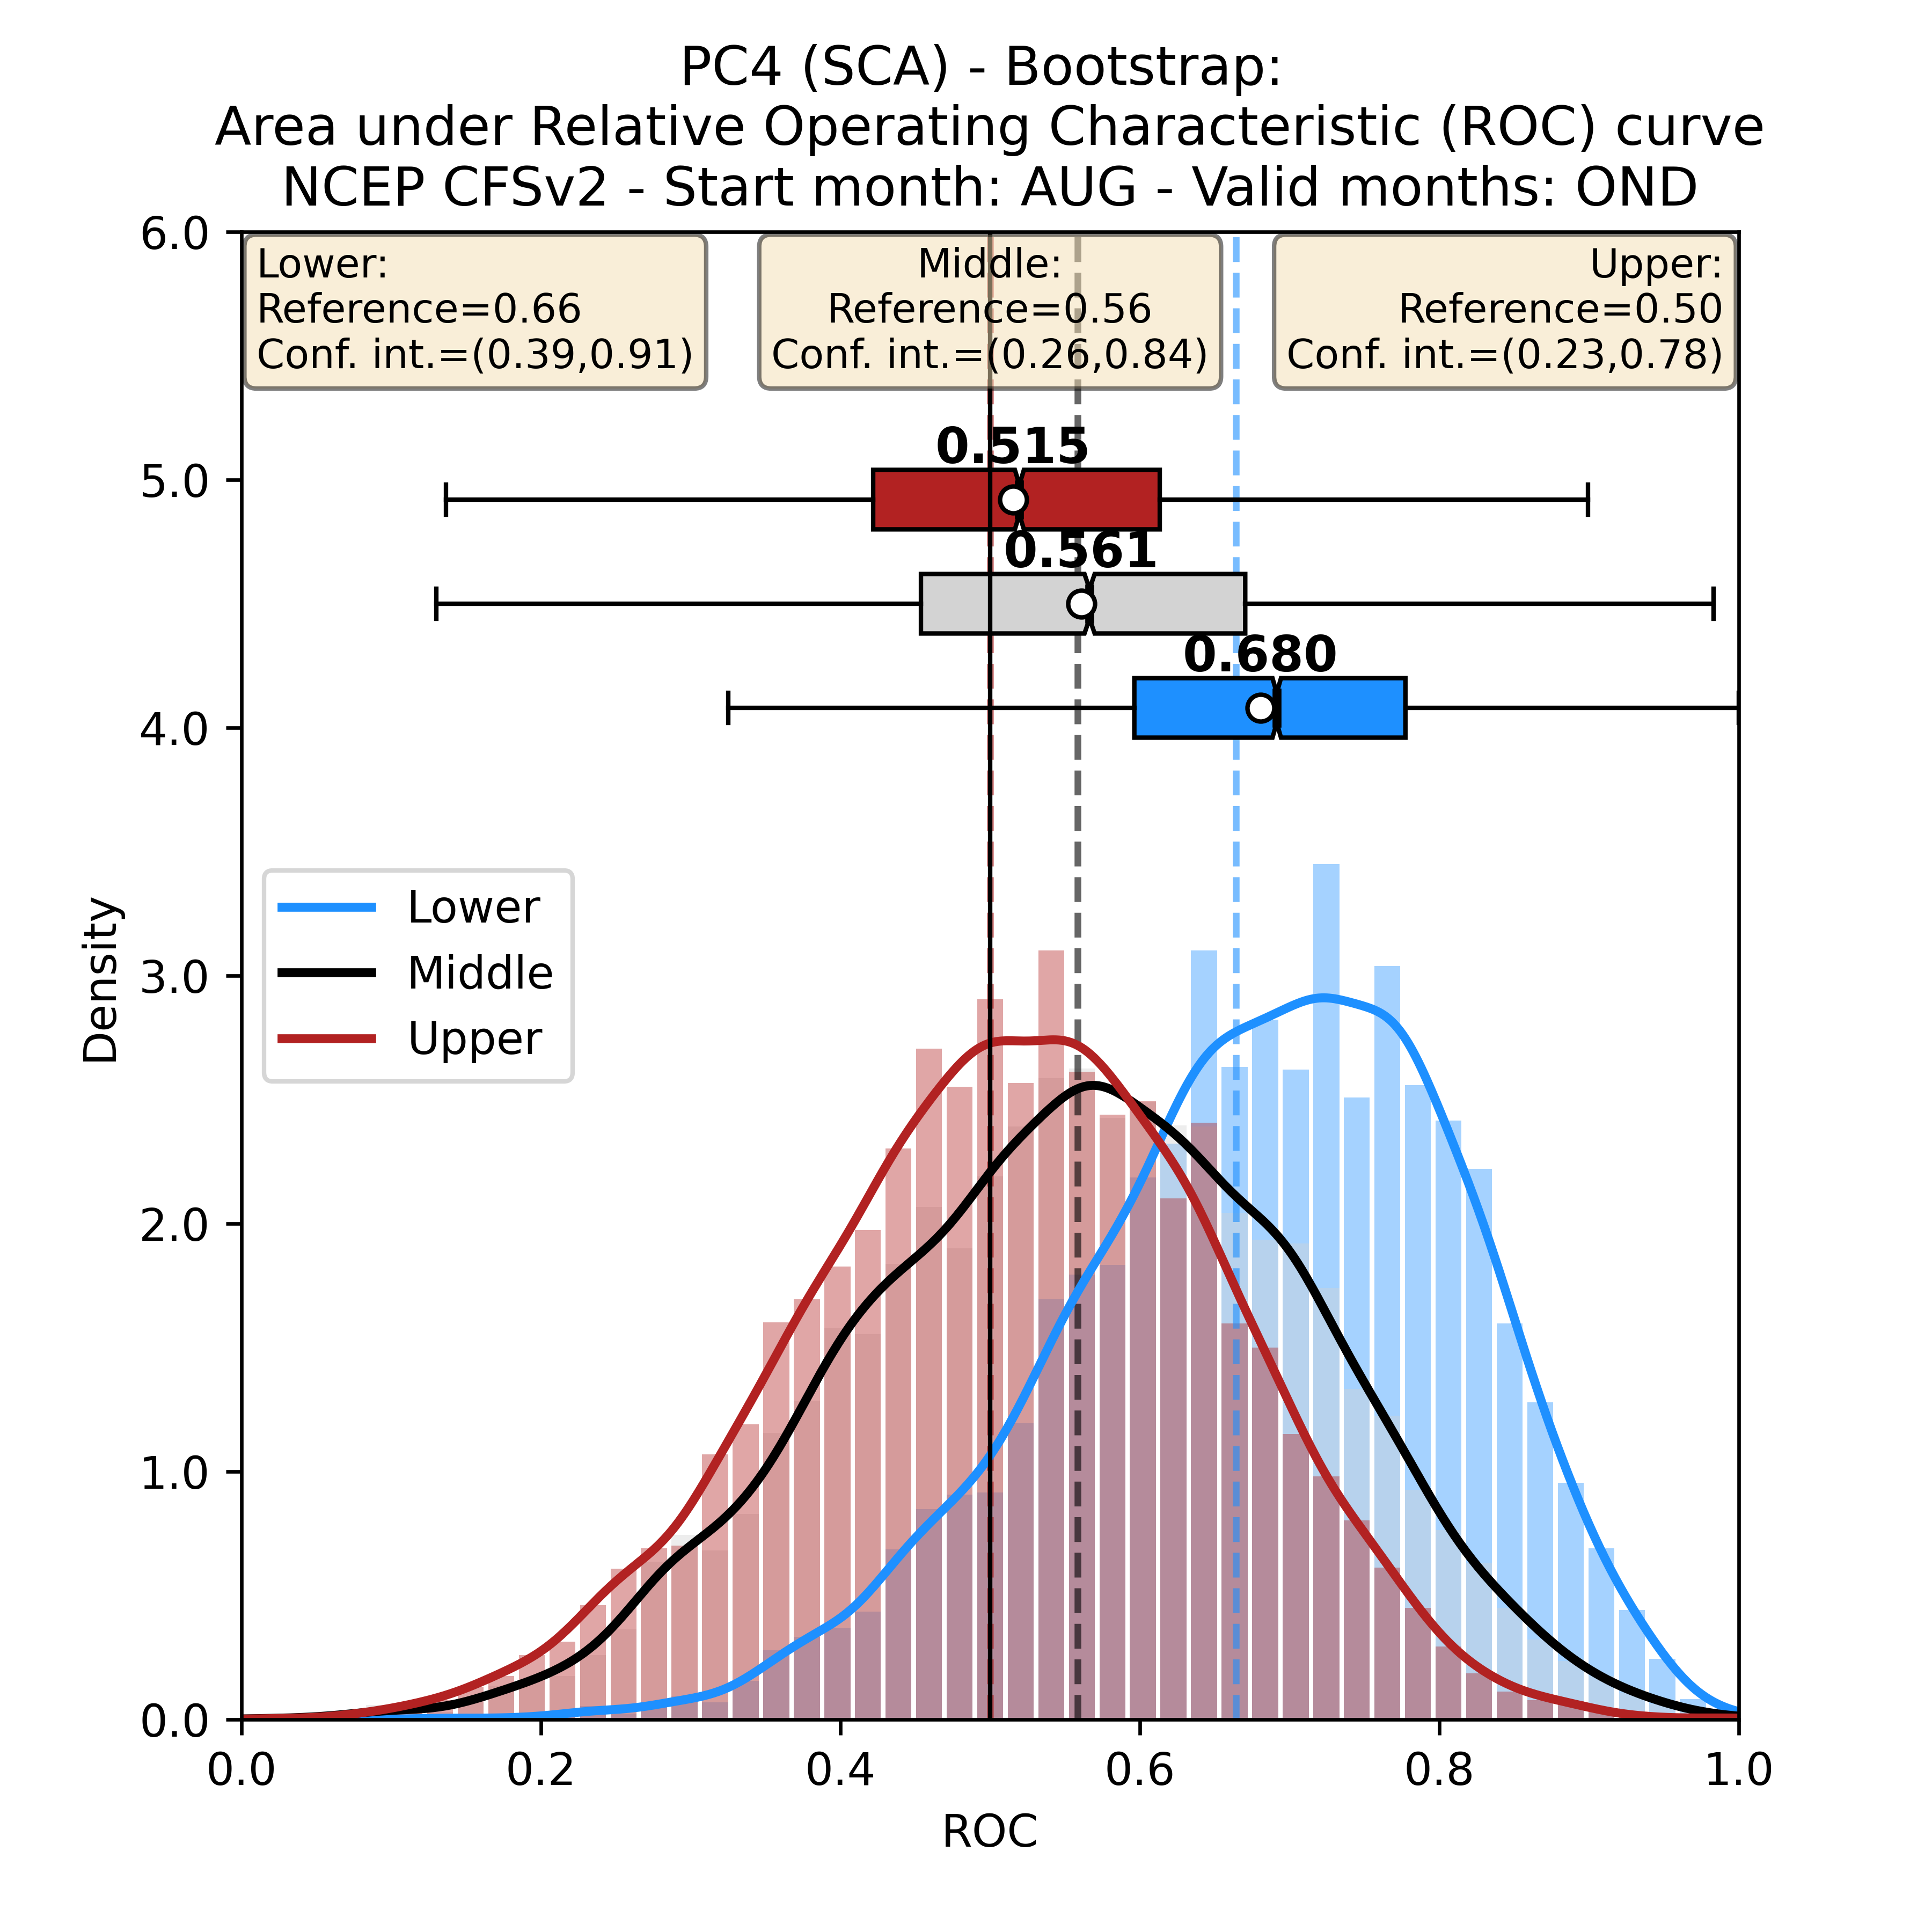 PC4 (SCA) - Bootstrap:
Area under Relative Operating Characteristic (ROC) curve
NCEP CFSv2 - Start month: AUG - Valid months: OND
6.0
5.0
4.0
3.0
2.0
1.0
0.0
Density
Lower:
Reference=0.66
Conf. int.=(0.39,0.91)
Middle:
Reference=0.56
Conf. int.=(0.26,0.84)
Upper:
Reference=0.50
Conf. int.=(0.23,0.78)
0.515
0.561
0.680
Lower
Middle
Upper
0.0
0.2
0.4
0.6
0.8
1.0
ROC